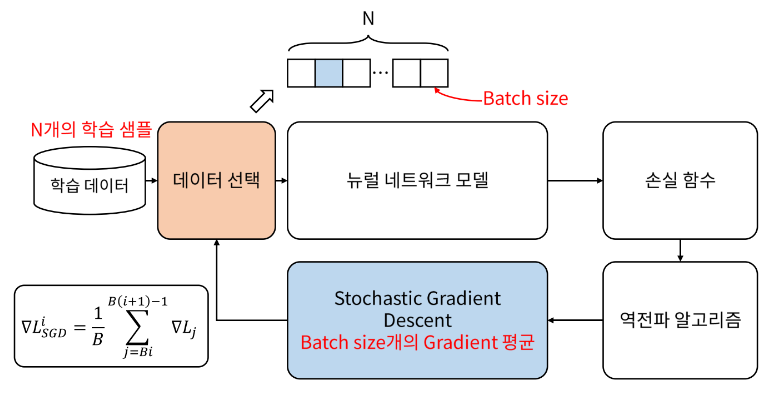 N
...
Batch size
N개의 학습 샘플
학습 데이터
데이터 선택
뉴럴 네트워크 모델
손실 함수
Stochastic Gradient
Descent
Batch size개의 Gradient 평균
역전파 알고리즘
∇L^i_{SGD} = \frac{1}{B} \sum_{j=Bi}^{B(i+1)-1} ∇L_j